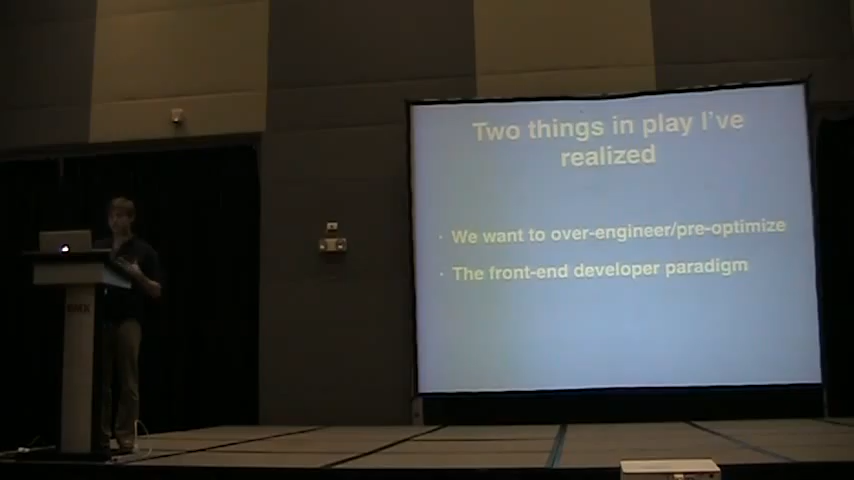 Two things in play I've
realized
· We want to over-engineer/pre-optimize
· The front-end developer paradigm